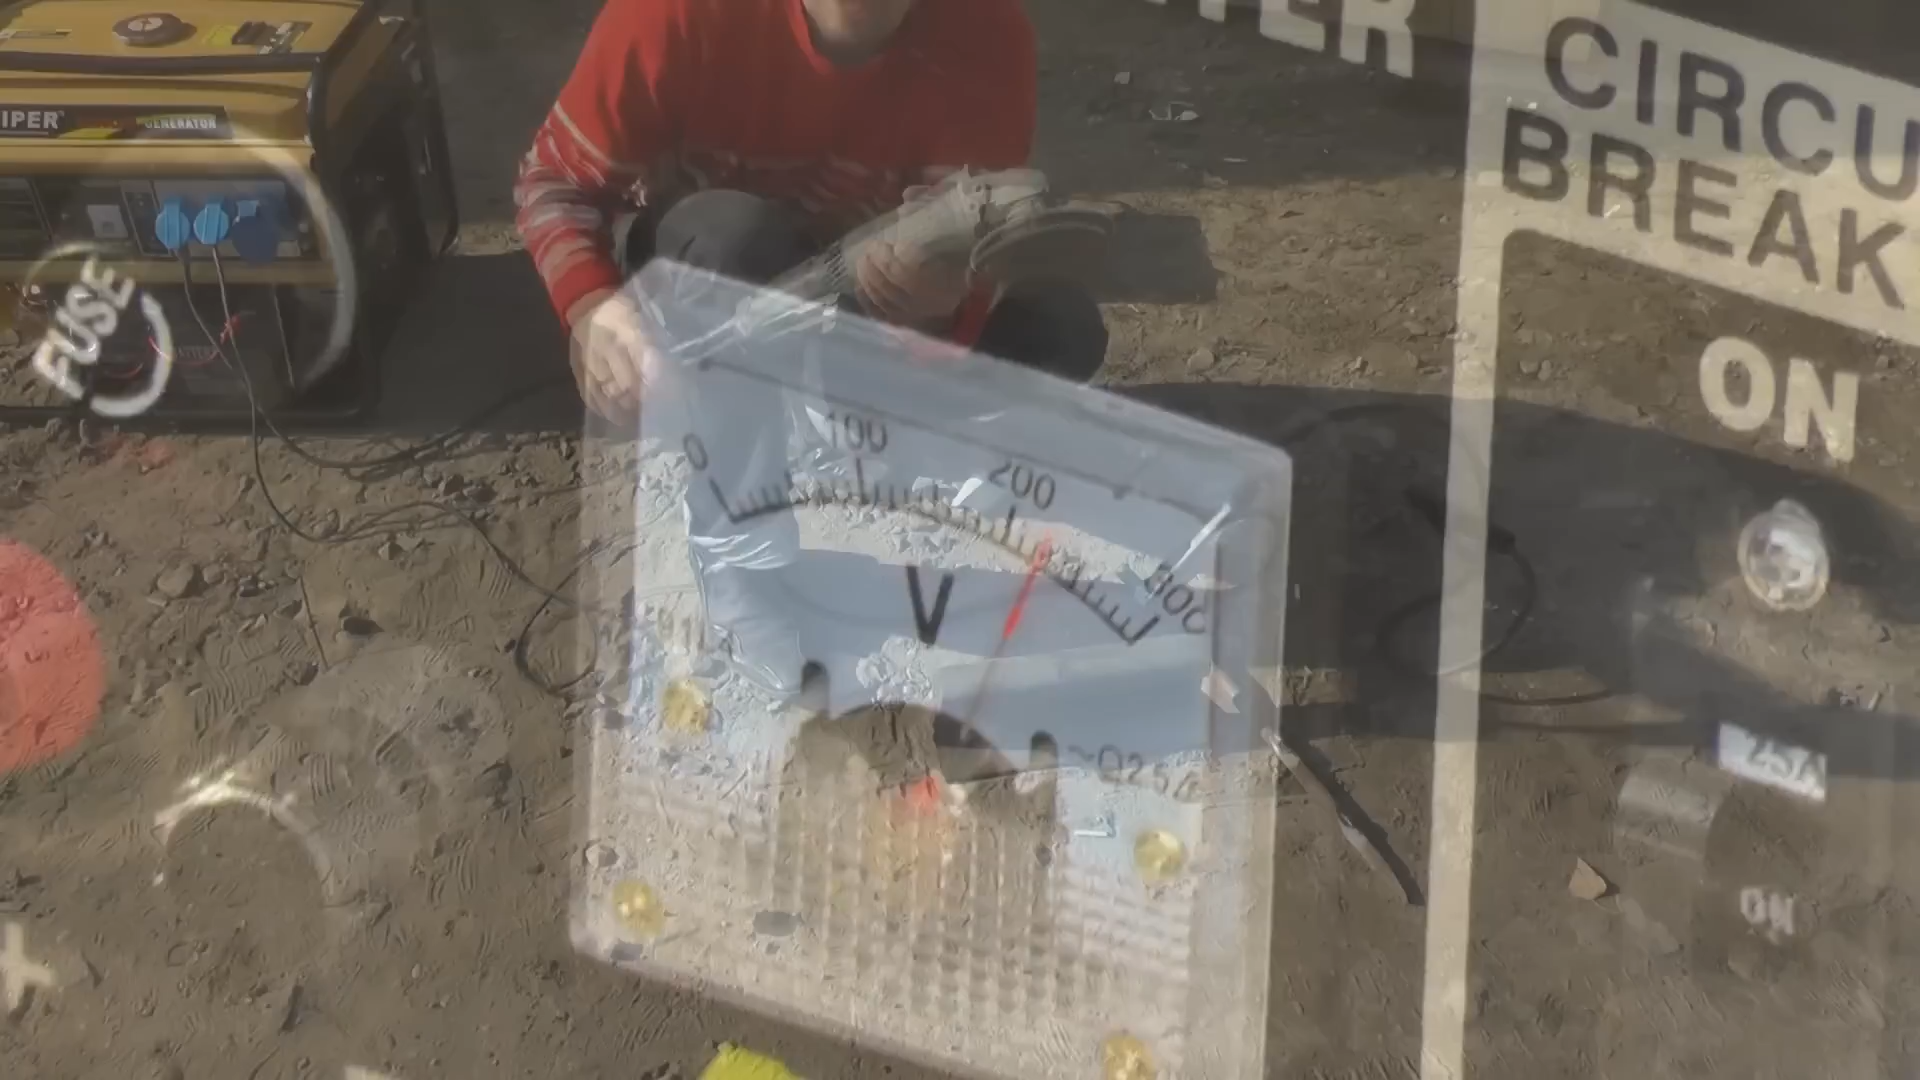 CIRCU
BREAK
ON
IPER
GENERATOR
FUSE
0
100
200
300
V
25A
ON